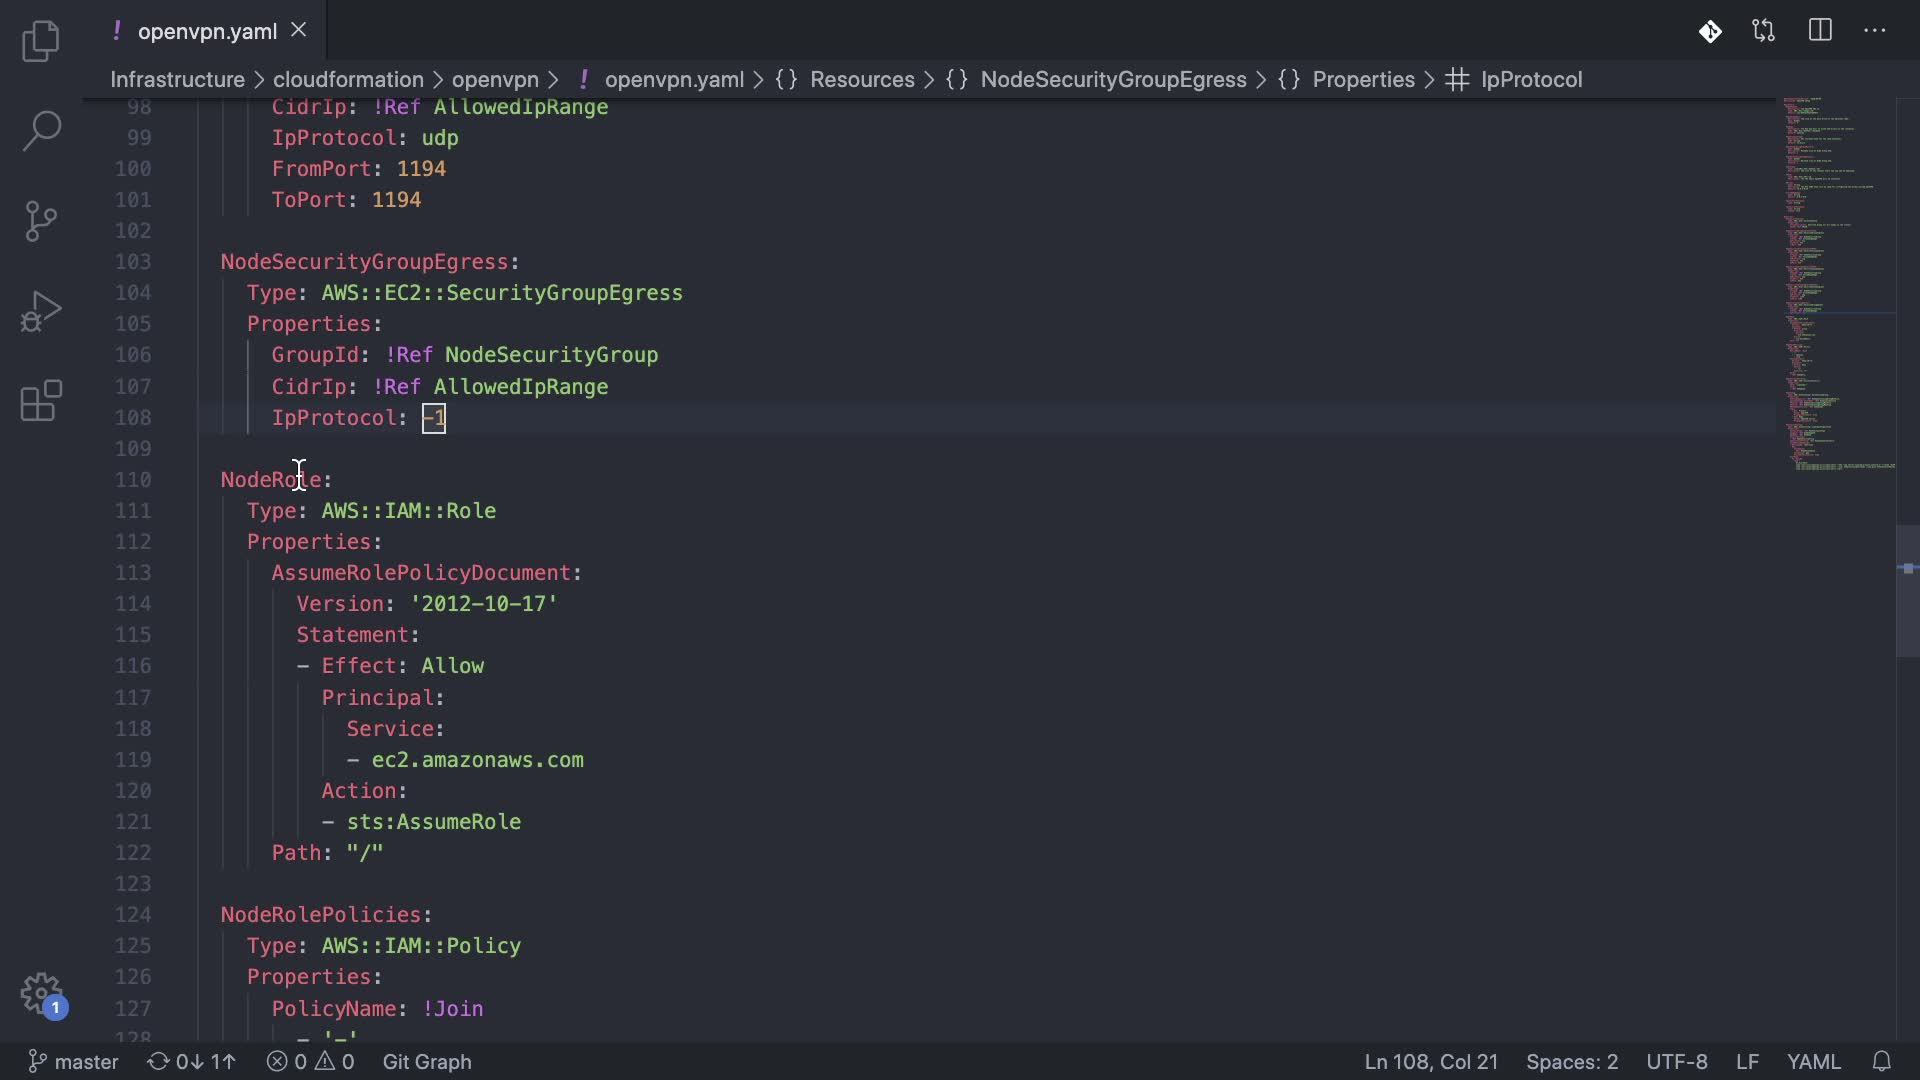 ! openvpn.yaml
Infrastructure > cloudformation > openvpn > ! openvpn.yaml > {} Resources > {} NodeSecurityGroupEgress > {} Properties > # IpProtocol
98 CidrIp: !Ref AllowedIpRange
99 IpProtocol: udp
100 FromPort: 1194
101 ToPort: 1194
102
103 NodeSecurityGroupEgress:
104 Type: AWS::EC2::SecurityGroupEgress
105 Properties:
106 GroupId: !Ref NodeSecurityGroup
107 CidrIp: !Ref AllowedIpRange
108 IpProtocol: -1
109
110 NodeRole:
111 Type: AWS::IAM::Role
112 Properties:
113 AssumeRolePolicyDocument:
114 Version: '2012-10-17'
115 Statement:
116 - Effect: Allow
117 Principal:
118 Service:
119 - ec2.amazonaws.com
120 Action:
121 - sts:AssumeRole
122 Path: "/"
123
124 NodeRolePolicies:
125 Type: AWS::IAM::Policy
126 Properties:
127 PolicyName: !Join
128 - '-'
1
master 0↓ 1↑ 0 0 Git Graph Ln 108, Col 21 Spaces: 2 UTF-8 LF YAML